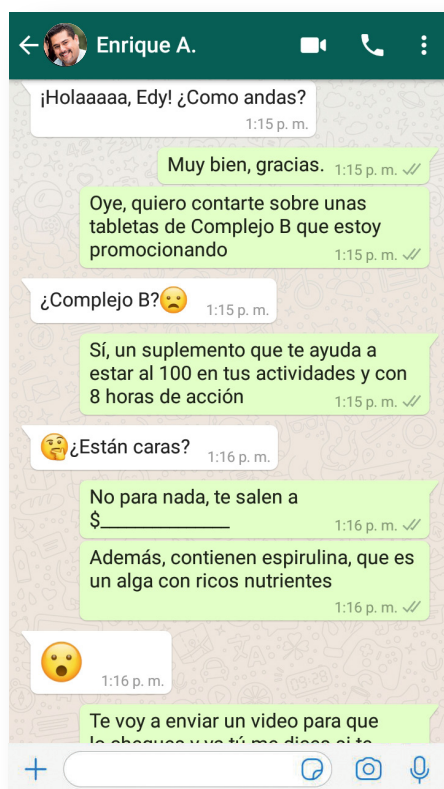 Enrique A.
¡Holaaaaa, Edy! ¿Como andas?
1:15 p. m.
Muy bien, gracias. 1:15 p. m.
Oye, quiero contarte sobre unas
tabletas de Complejo B que estoy
promocionando 1:15 p. m.
¿Complejo B? 1:15 p. m.
Sí, un suplemento que te ayuda a
estar al 100 en tus actividades y con
8 horas de acción 1:15 p. m.
¿Están caras? 1:16 p. m.
No para nada, te salen a
$____________ 1:16 p. m.
Además, contienen espirulina, que es
un alga con ricos nutrientes
1:16 p. m.
1:16 p. m.
Te voy a enviar un video para que